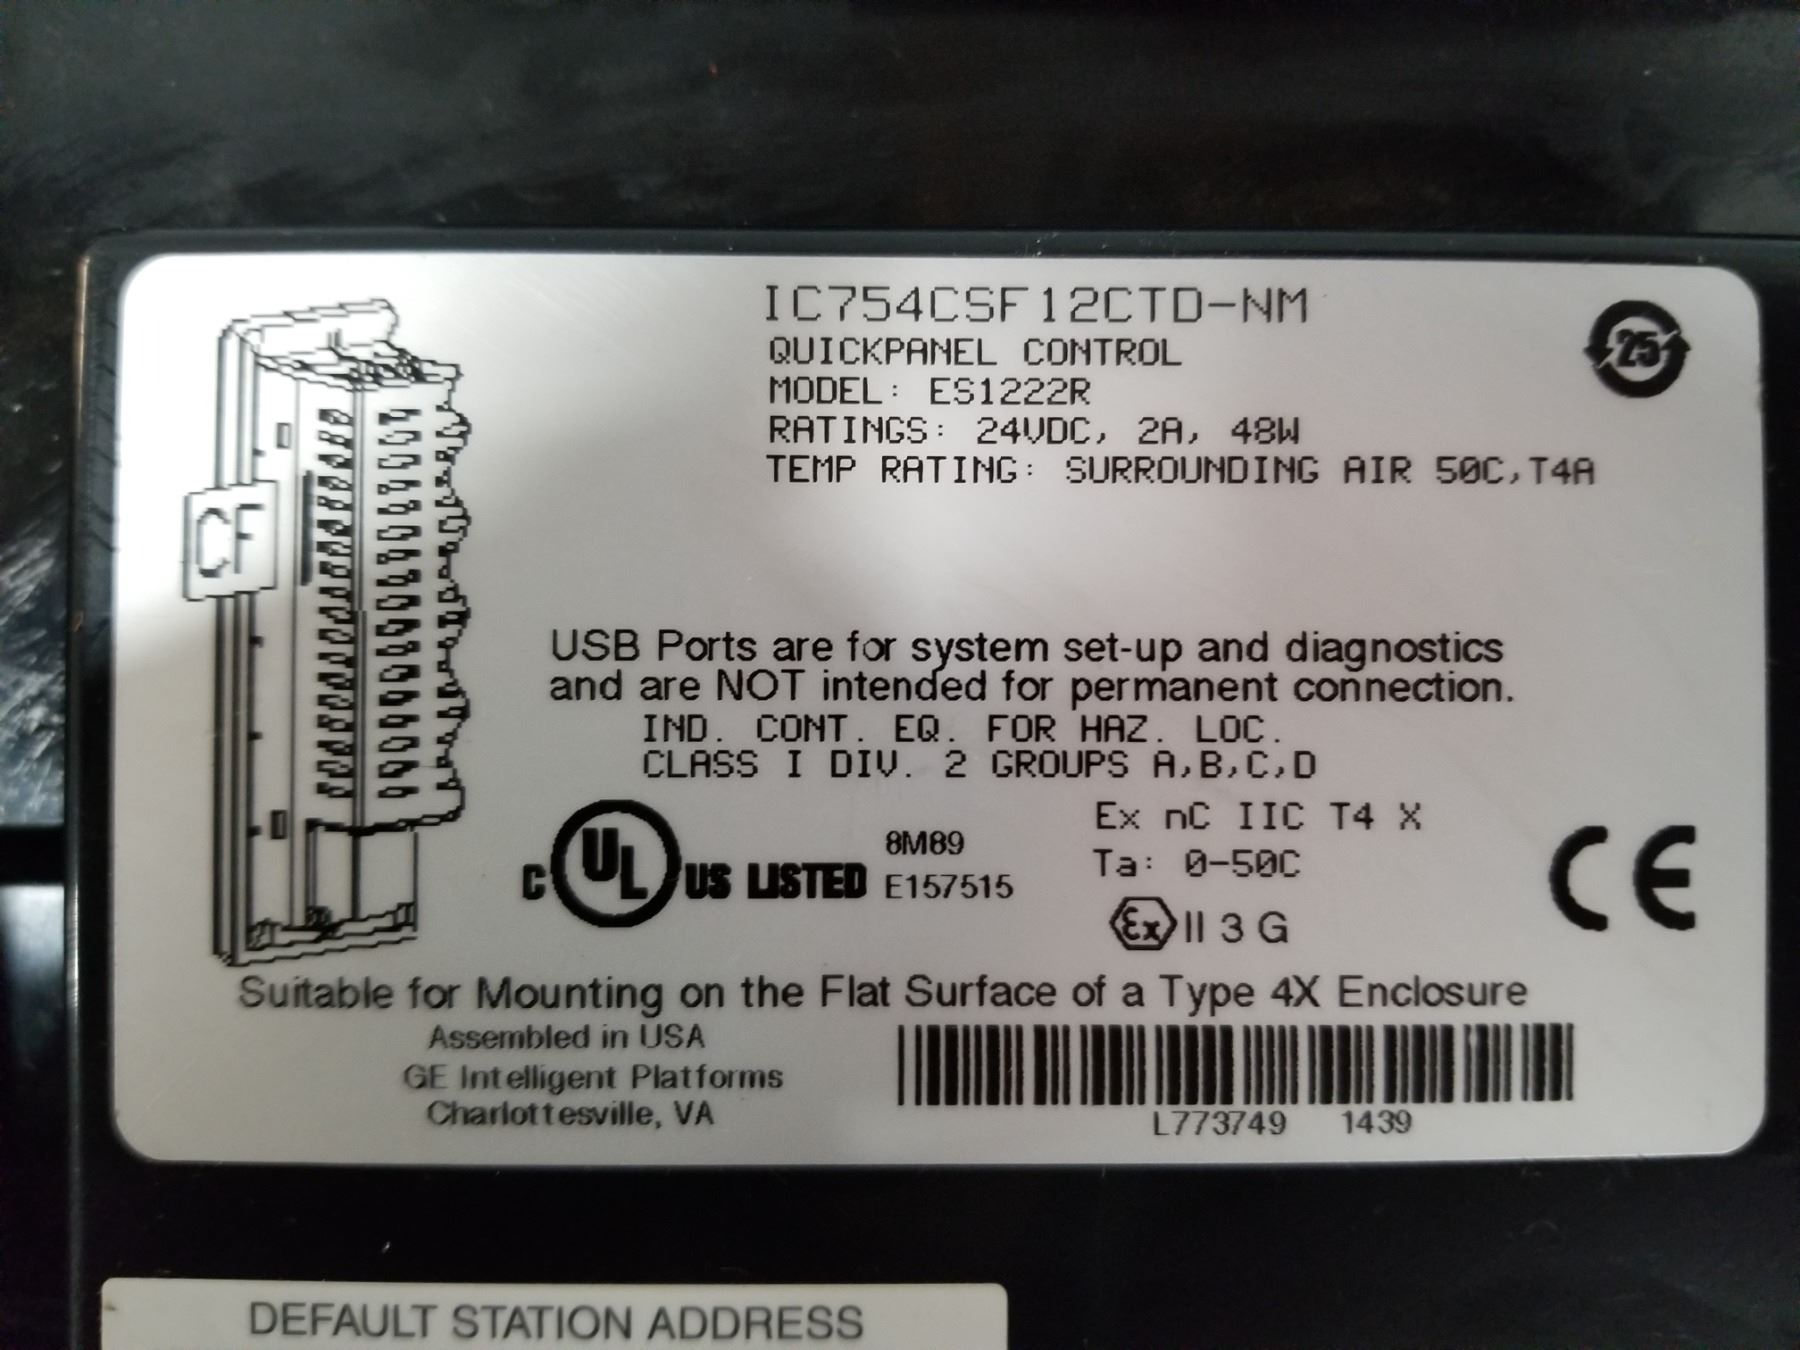 IC754CSF12CTD-NM
QUICKPANEL CONTROL
MODEL: ES1222R
RATINGS: 24VDC, 2A, 48W
TEMP RATING: SURROUNDING AIR 50C,T4A
25
CF
USB Ports are for system set-up and diagnostics
and are NOT intended for permanent connection.
IND. CONT. EQ. FOR HAZ. LOC.
CLASS I DIV. 2 GROUPS A,B,C,D
C UL US LISTED
8M89
E157515
Ex nC IIC T4 X
Ta: 0-50C
Ex II 3 G
CE
Suitable for Mounting on the Flat Surface of a Type 4X Enclosure
Assembled in USA
GE Intelligent Platforms
Charlottesville, VA
L773749 1439
DEFAULT STATION ADDRESS